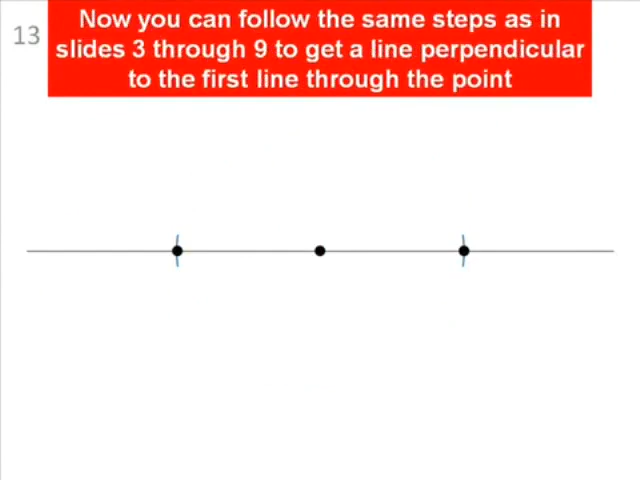 13
Now you can follow the same steps as in
slides 3 through 9 to get a line perpendicular
to the first line through the point